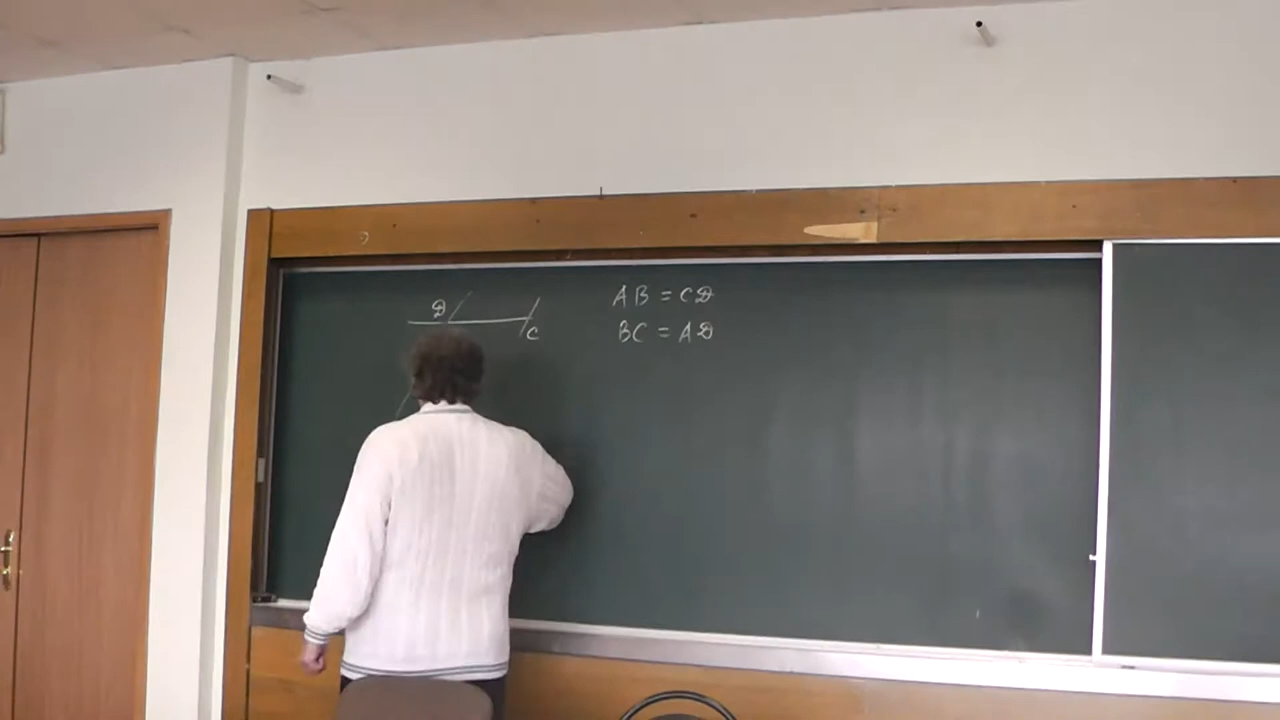 D
C
AB = CD
BC = AD